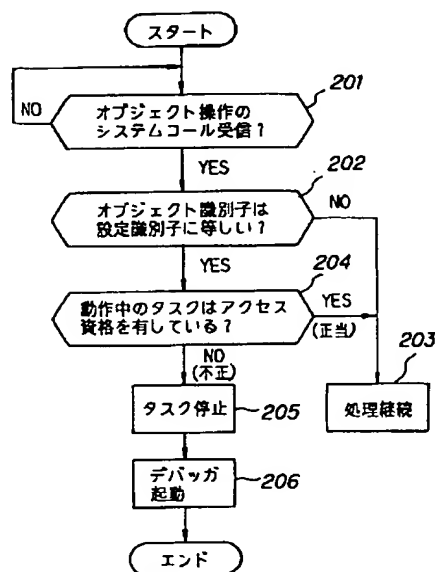 スタート
201
NO
オブジェクト操作の
システムコール受信?
YES
202
オブジェクト識別子は
設定識別子に等しい?
NO
YES
204
動作中のタスクはアクセス
資格を有している?
YES
(正当)
NO
(不正)
203
タスク停止
205
処理継続
デバッガ
起動
206
エンド